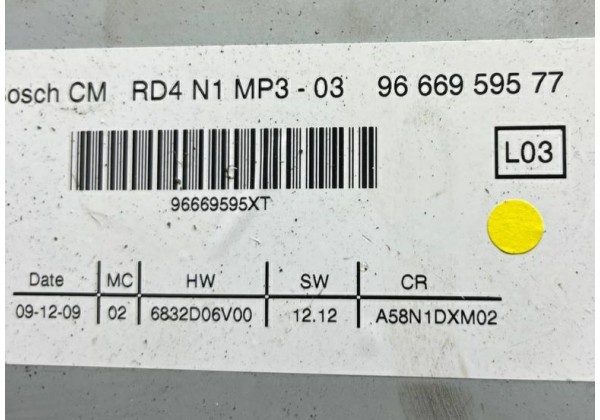 osch CM RD4 N1 MP3 - 03 96 669 595 77
L03
96669595XT
Date MC HW SW CR
09-12-09 02 6832D06V00 12.12 A58N1DXM02